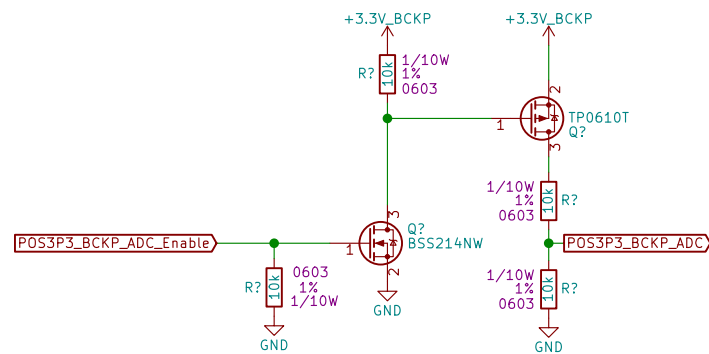 +3.3V_BCKP
+3.3V_BCKP
R?
10k
1/10W
1%
0603
1
2
3
TP0610T
Q?
1/10W
1%
0603
10k
R?
POS3P3_BCKP_ADC_Enable
1
3
2
Q?
BSS214NW
POS3P3_BCKP_ADC
R?
10k
0603
1%
1/10W
GND
GND
1/10W
1%
0603
10k
R?
GND